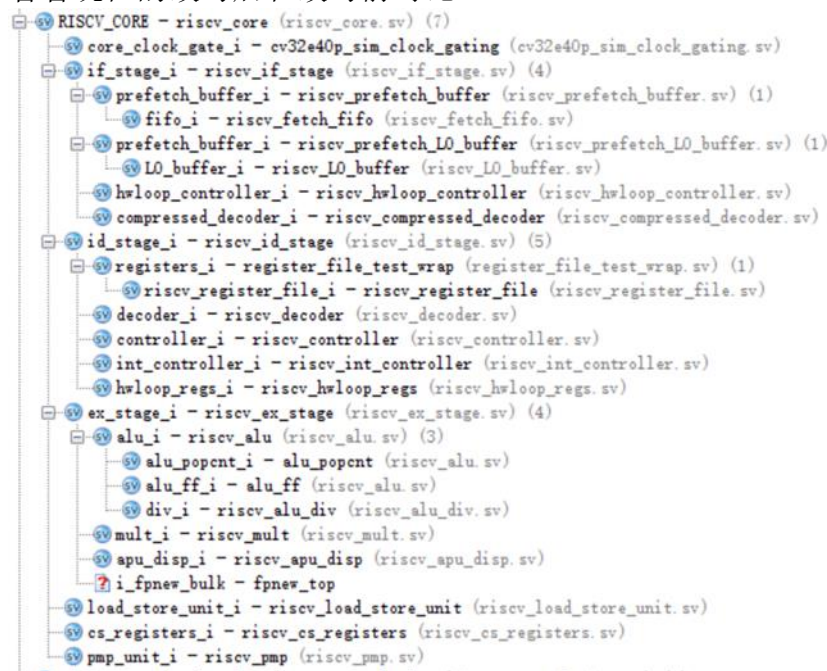 RISCV_CORE - riscv_core (riscv_core.sv) (7)
core_clock_gate_i - cv32e40p_sim_clock_gating (cv32e40p_sim_clock_gating.sv)
if_stage_i - riscv_if_stage (riscv_if_stage.sv) (4)
prefetch_buffer_i - riscv_prefetch_buffer (riscv_prefetch_buffer.sv) (1)
fifo_i - riscv_fetch_fifo (riscv_fetch_fifo.sv)
prefetch_buffer_i - riscv_prefetch_L0_buffer (riscv_prefetch_L0_buffer.sv) (1)
L0_buffer_i - riscv_L0_buffer (riscv_L0_buffer.sv)
hwloop_controller_i - riscv_hwloop_controller (riscv_hwloop_controller.sv)
compressed_decoder_i - riscv_compressed_decoder (riscv_compressed_decoder.sv)
id_stage_i - riscv_id_stage (riscv_id_stage.sv) (5)
registers_i - register_file_test_wrap (register_file_test_wrap.sv) (1)
riscv_register_file_i - riscv_register_file (riscv_register_file.sv)
decoder_i - riscv_decoder (riscv_decoder.sv)
controller_i - riscv_controller (riscv_controller.sv)
int_controller_i - riscv_int_controller (riscv_int_controller.sv)
hwloop_regs_i - riscv_hwloop_regs (riscv_hwloop_regs.sv)
ex_stage_i - riscv_ex_stage (riscv_ex_stage.sv) (4)
alu_i - riscv_alu (riscv_alu.sv) (3)
alu_popcnt_i - alu_popcnt (riscv_alu.sv)
alu_ff_i - alu_ff (riscv_alu.sv)
div_i - riscv_alu_div (riscv_alu_div.sv)
mult_i - riscv_mult (riscv_mult.sv)
apu_disp_i - riscv_apu_disp (riscv_apu_disp.sv)
i_fpnew_bulk - fpnew_top
load_store_unit_i - riscv_load_store_unit (riscv_load_store_unit.sv)
cs_registers_i - riscv_cs_registers (riscv_cs_registers.sv)
pmp_unit_i - riscv_pmp (riscv_pmp.sv)